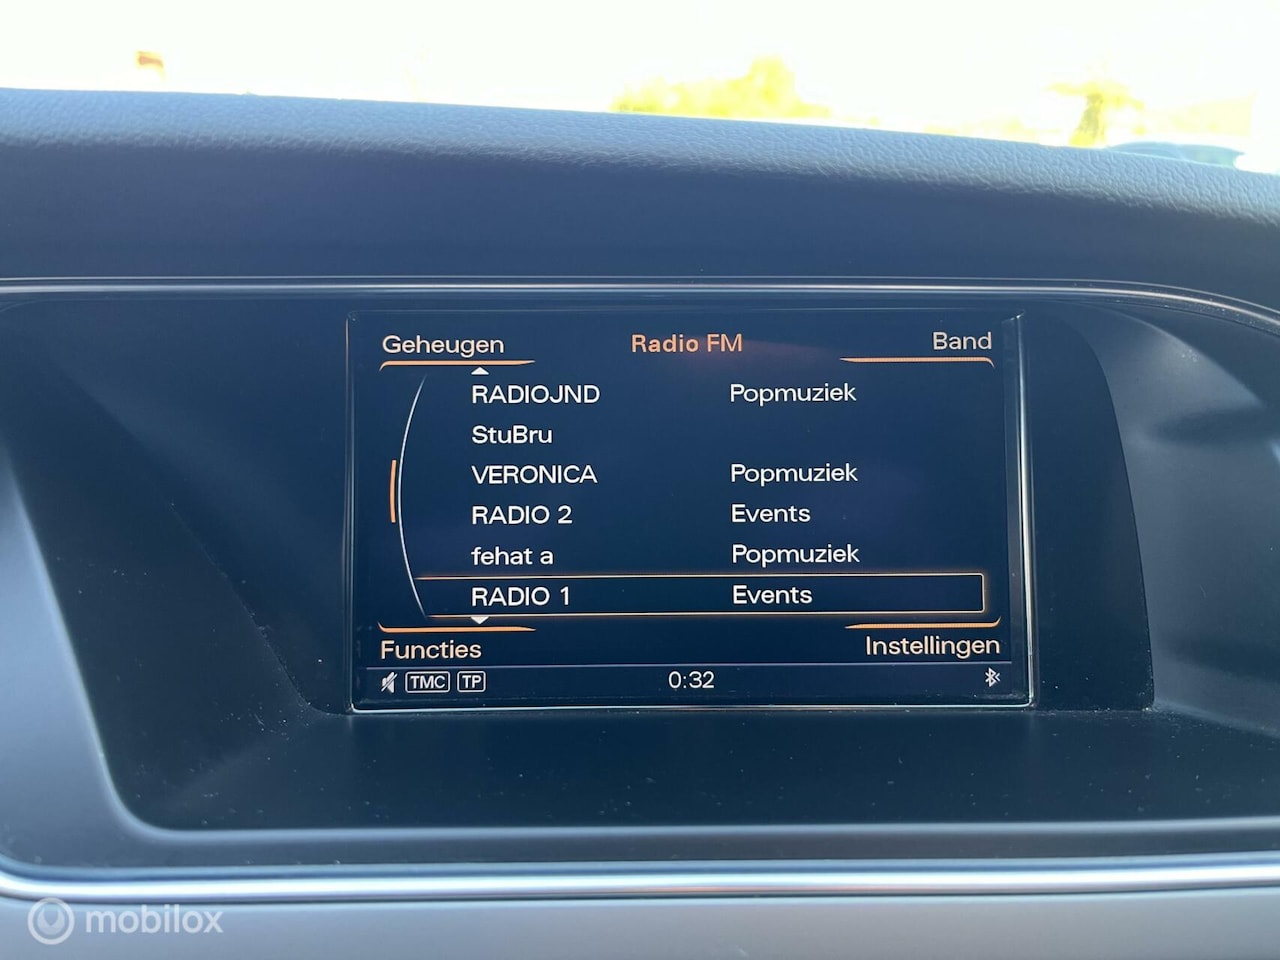 Geheugen Radio FM Band
RADIOJND Popmuziek
StuBru
VERONICA Popmuziek
RADIO 2 Events
fehat a Popmuziek
RADIO 1 Events
Functies Instellingen
TMC TP 0:32
mobilox